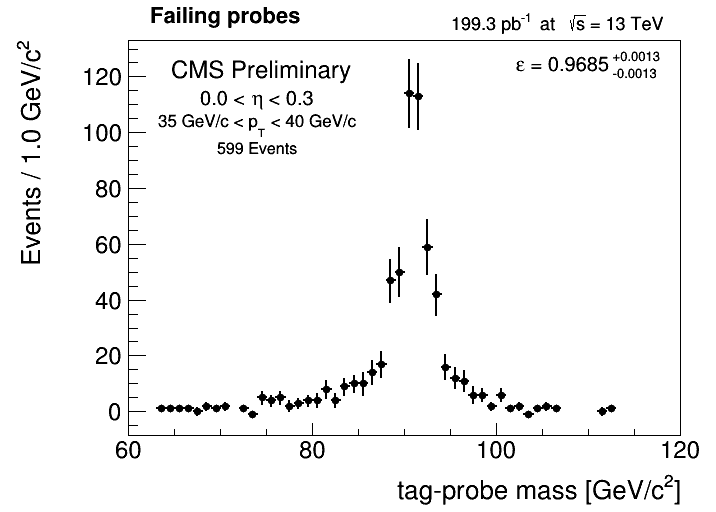 Failing probes
199.3 pb⁻¹ at √s = 13 TeV
CMS Preliminary
0.0 < η < 0.3
35 GeV/c < p_T < 40 GeV/c
599 Events
ε = 0.9685 +0.0013 -0.0013
Events / 1.0 GeV/c²
120
100
80
60
40
20
0
60 80 100 120
tag-probe mass [GeV/c²]